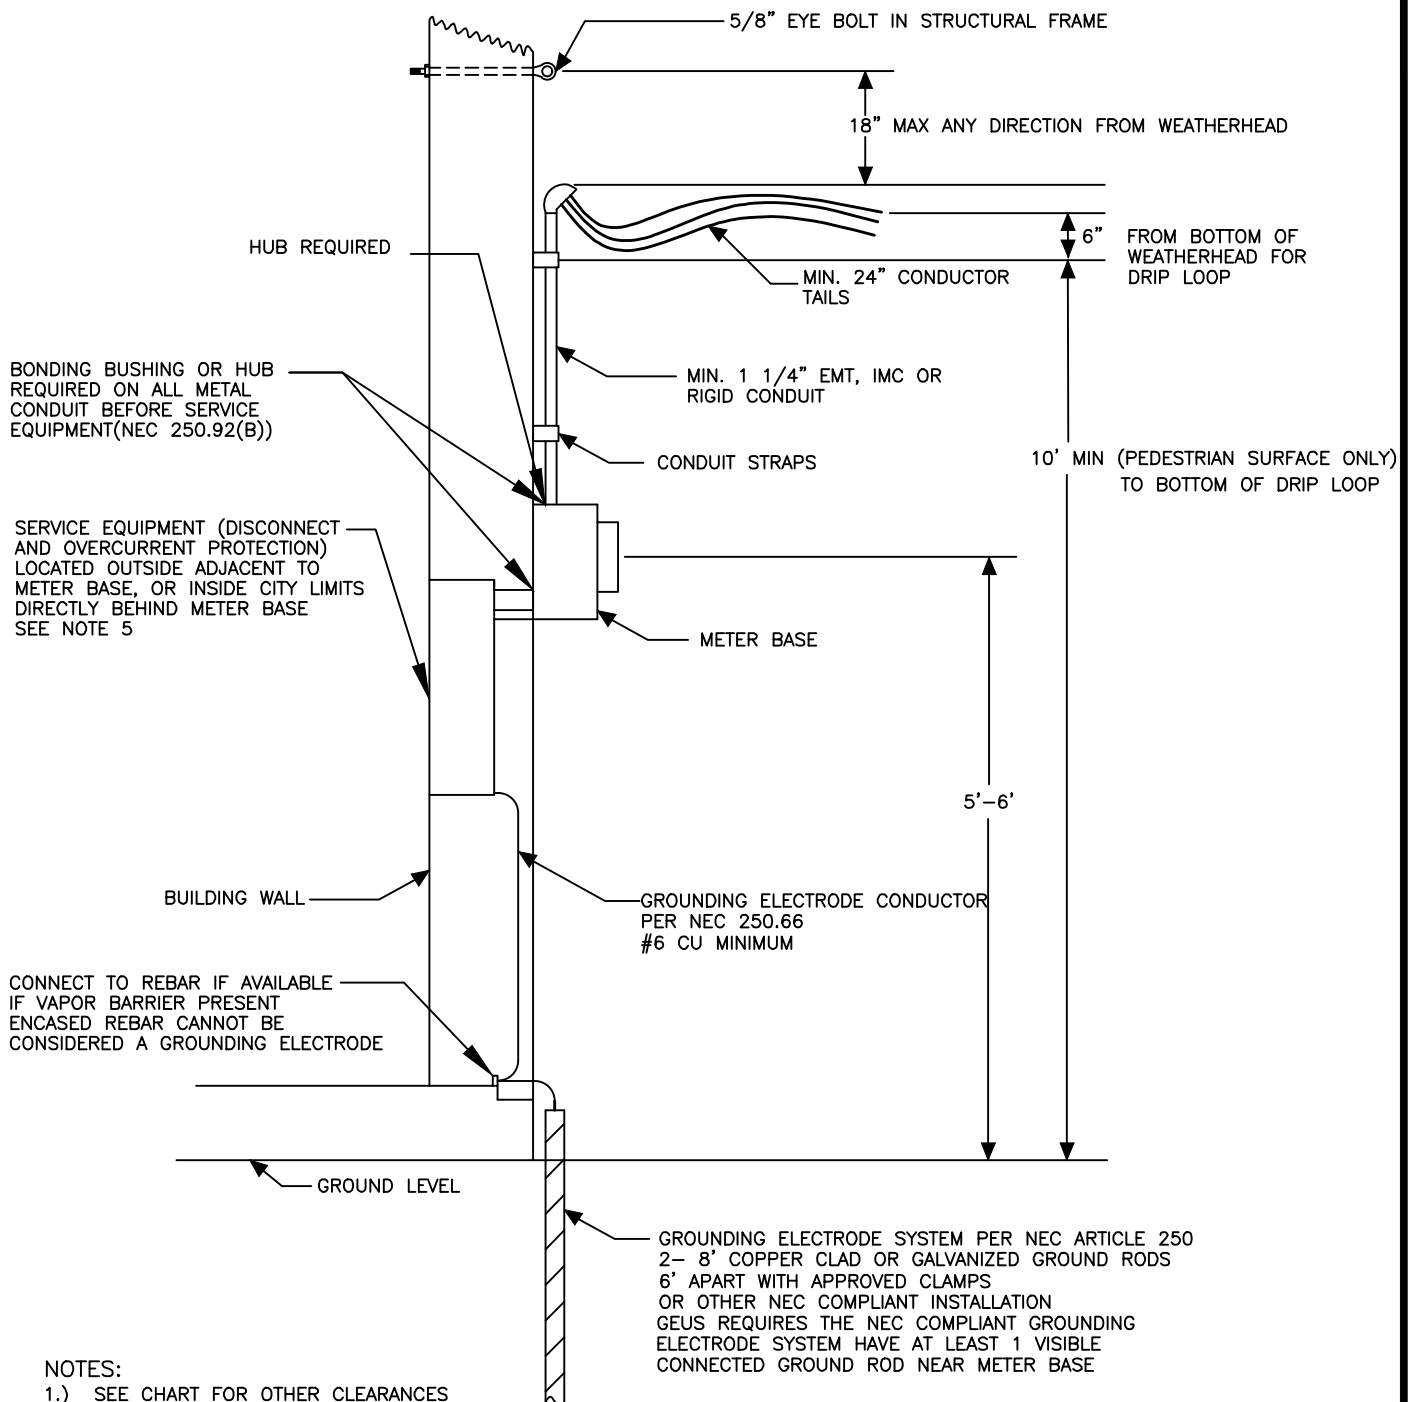 5/8” EYE BOLT IN STRUCTURAL FRAME
18” MAX ANY DIRECTION FROM WEATHERHEAD
6” FROM BOTTOM OF
WEATHERHEAD FOR
DRIP LOOP
HUB REQUIRED
MIN. 24” CONDUCTOR
TAILS
BONDING BUSHING OR HUB
REQUIRED ON ALL METAL
CONDUIT BEFORE SERVICE
EQUIPMENT(NEC 250.92(B))
MIN. 1 1/4” EMT, IMC OR
RIGID CONDUIT
CONDUIT STRAPS
10’ MIN (PEDESTRIAN SURFACE ONLY)
TO BOTTOM OF DRIP LOOP
SERVICE EQUIPMENT (DISCONNECT
AND OVERCURRENT PROTECTION)
LOCATED OUTSIDE ADJACENT TO
METER BASE, OR INSIDE CITY LIMITS
DIRECTLY BEHIND METER BASE
SEE NOTE 5
METER BASE
5’–6’
BUILDING WALL
GROUNDING ELECTRODE CONDUCTOR
PER NEC 250.66
#6 CU MINIMUM
CONNECT TO REBAR IF AVAILABLE
IF VAPOR BARRIER PRESENT
ENCASED REBAR CANNOT BE
CONSIDERED A GROUNDING ELECTRODE
GROUND LEVEL
GROUNDING ELECTRODE SYSTEM PER NEC ARTICLE 250
2– 8’ COPPER CLAD OR GALVANIZED GROUND RODS
6’ APART WITH APPROVED CLAMPS
OR OTHER NEC COMPLIANT INSTALLATION
GEUS REQUIRES THE NEC COMPLIANT GROUNDING
ELECTRODE SYSTEM HAVE AT LEAST 1 VISIBLE
CONNECTED GROUND ROD NEAR METER BASE
NOTES:
1.) SEE CHART FOR OTHER CLEARANCES